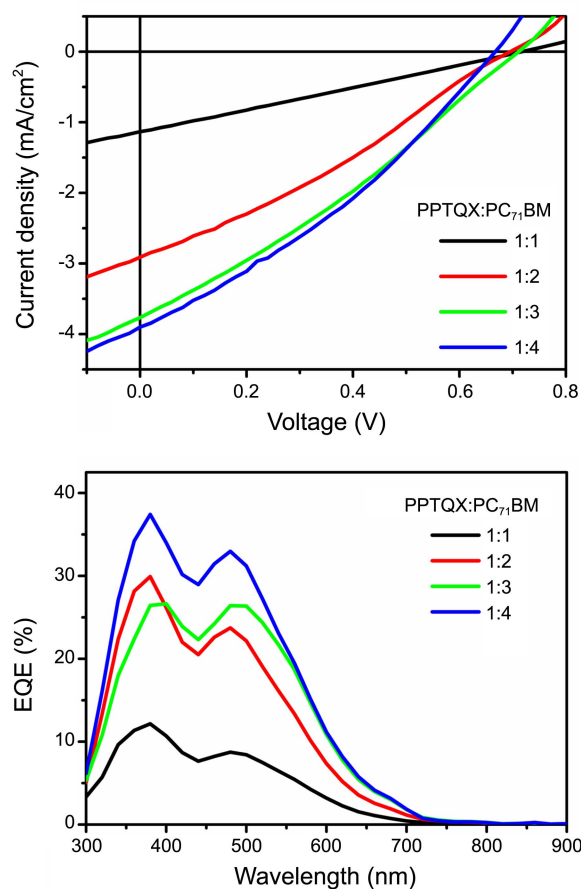 0
-1
-2
-3
-4
Current density (mA/cm²)
PPTQX:PC₇₁BM
1:1
1:2
1:3
1:4
0.0 0.2 0.4 0.6 0.8
Voltage (V)
40
30
20
10
0
EQE (%)
PPTQX:PC₇₁BM
1:1
1:2
1:3
1:4
300 400 500 600 700 800 900
Wavelength (nm)